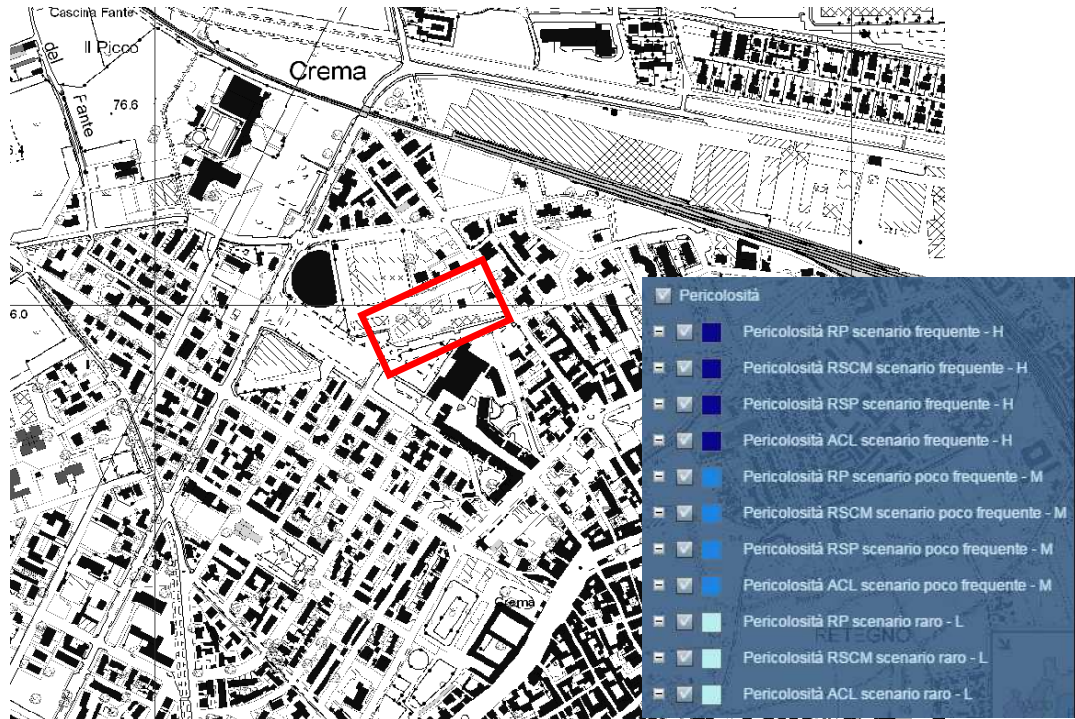 Cascina Fante
Il Picco
Crema
del
Fante
76.6
6.0
Crema
Pericolosità
Pericolosità RP scenario frequente - H
Pericolosità RSCM scenario frequente - H
Pericolosità RSP scenario frequente - H
Pericolosità ACL scenario frequente - H
Pericolosità RP scenario poco frequente - M
Pericolosità RSCM scenario poco frequente - M
Pericolosità RSP scenario poco frequente - M
Pericolosità ACL scenario poco frequente - M
Pericolosità RP scenario raro - L
RETEGNO
Pericolosità RSCM scenario raro - L
Pericolosità ACL scenario raro - L